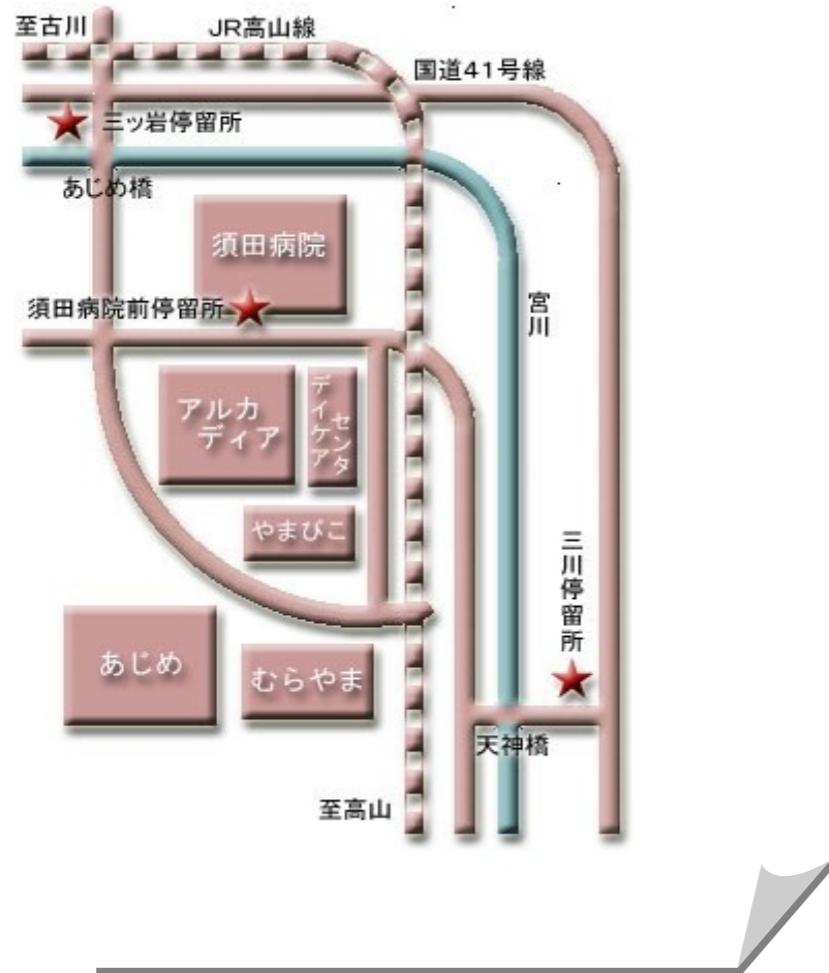 至古川
JR高山線
国道41号線
三ッ岩停留所
あじめ橋
須田病院
須田病院前停留所
宮川
アルカ
ディア
デイケア
センタ
やまびこ
三川停留所
あじめ
むらやま
天神橋
至高山